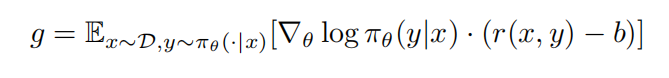 g = 𝔼_{x∼𝒟,y∼π_θ(·|x)}[∇_θ log π_θ(y|x) · (r(x, y) − b)]